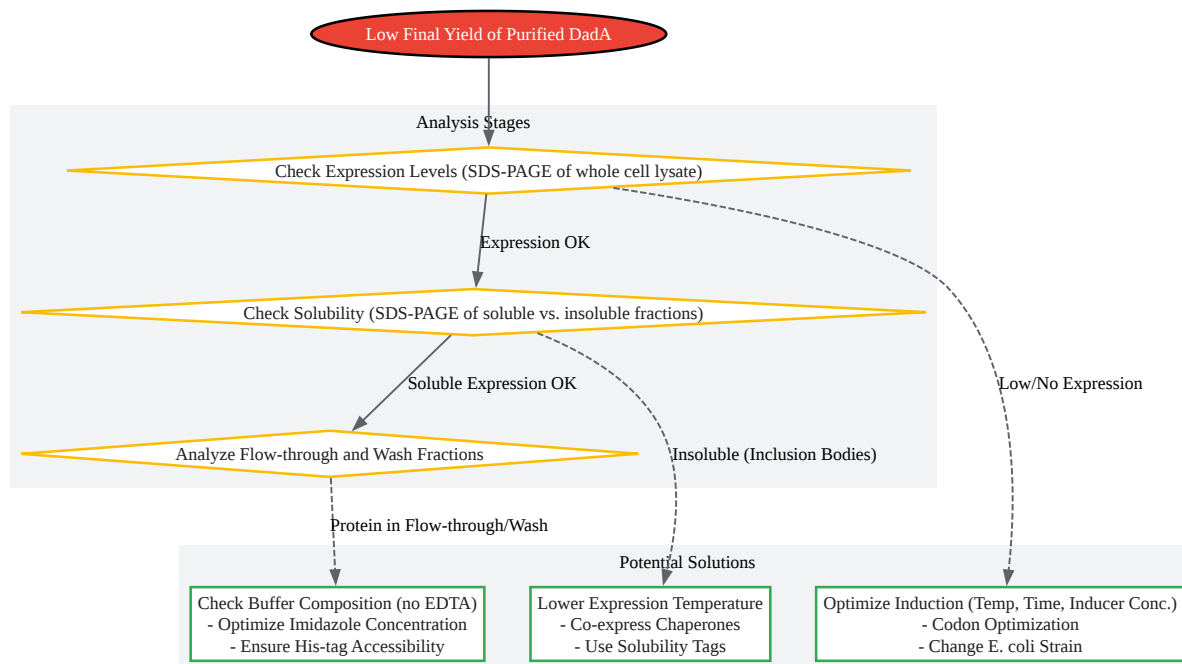 Low Final Yield of Purified DadA
Analysis Stages
Check Expression Levels (SDS-PAGE of whole cell lysate)
Expression OK
Check Solubility (SDS-PAGE of soluble vs. insoluble fractions)
Soluble Expression OK
Low/No Expression
Analyze Flow-through and Wash Fractions
Insoluble (Inclusion Bodies)
Protein in Flow-through/Wash
Potential Solutions
Check Buffer Composition (no EDTA)
- Optimize Imidazole Concentration
- Ensure His-tag Accessibility
Lower Expression Temperature
- Co-express Chaperones
- Use Solubility Tags
Optimize Induction (Temp, Time, Inducer Conc.)
- Codon Optimization
- Change E. coli Strain